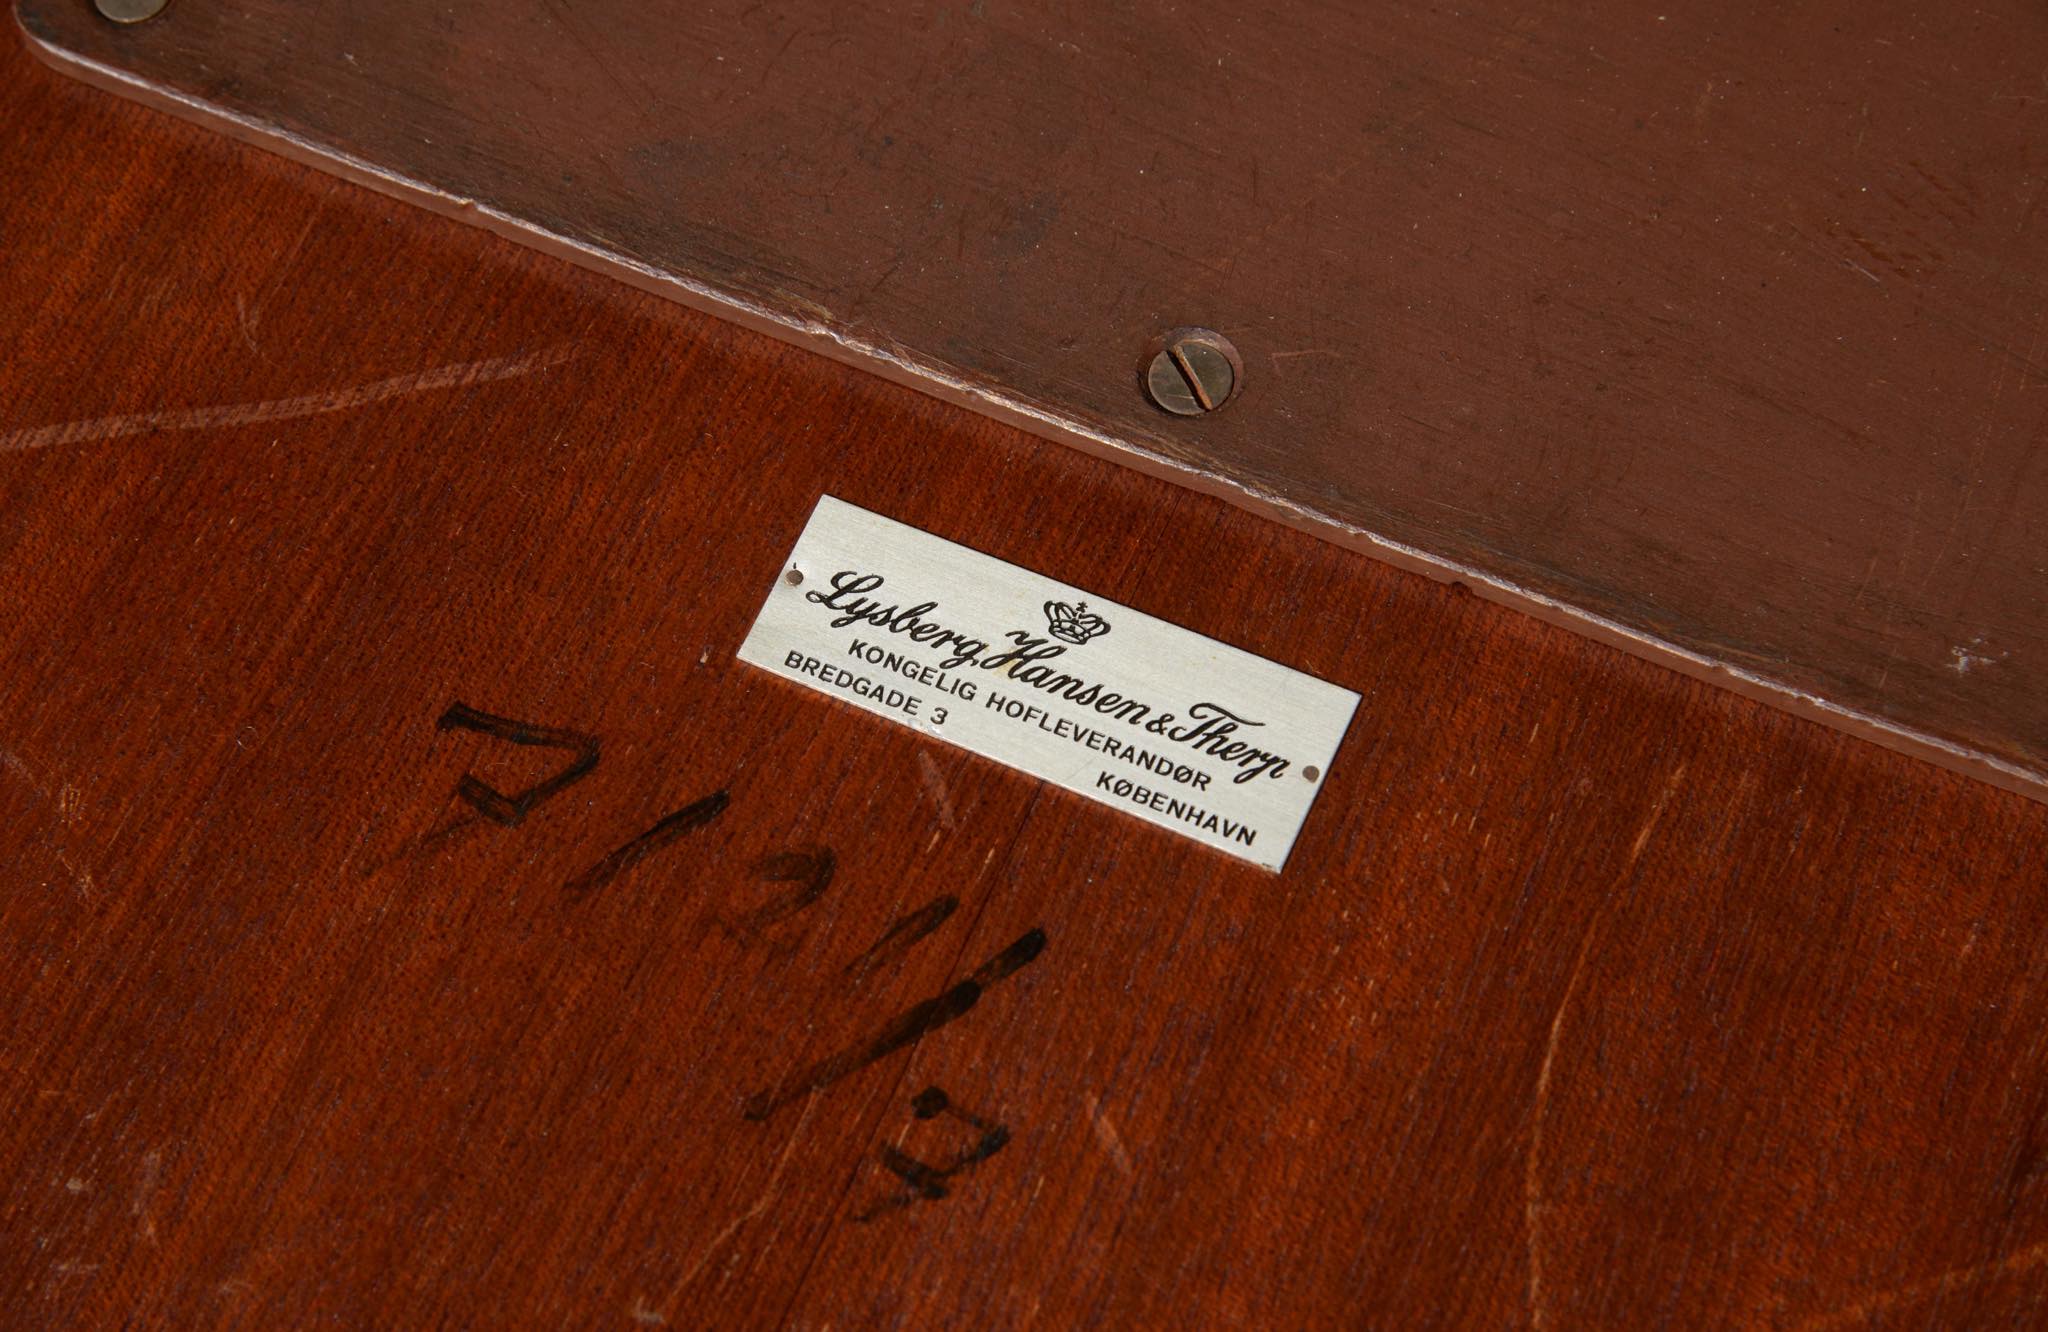 Lysberg, Hansen & Therp
KONGELIG HOFLEVERANDØR
BREDGADE 3
KØBENHAVN